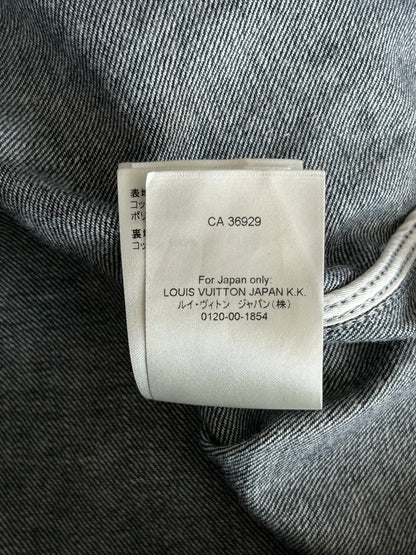 表地
コッ
ポリ
裏地
コッ
CA 36929
For Japan only:
LOUIS VUITTON JAPAN K.K.
ルイ・ヴィトン ジャパン(株)
0120-00-1854